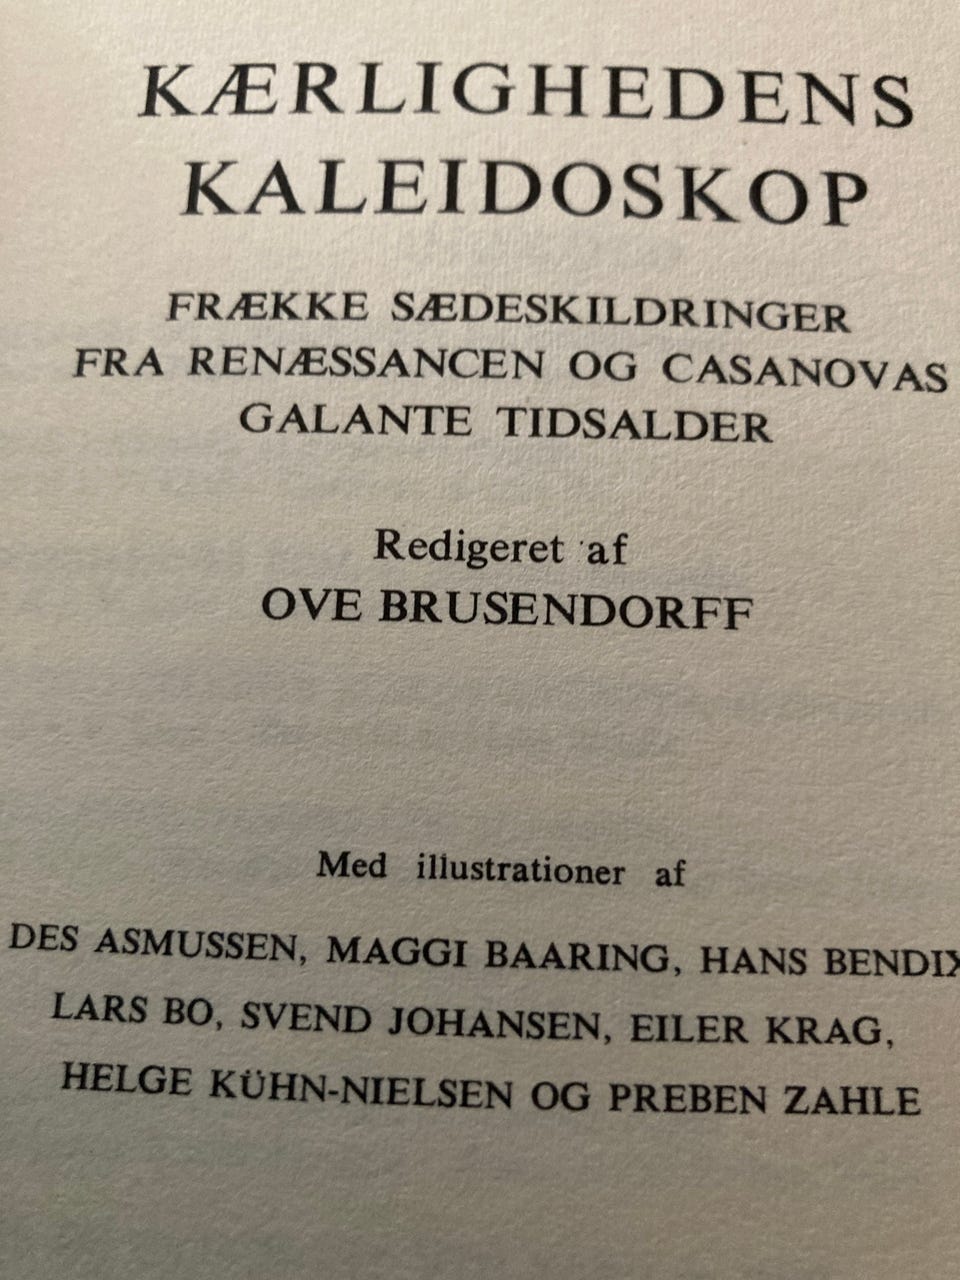 KÆRLIGHEDENS
KALEIDOSKOP
FRÆKKE SÆDESKILDRINGER
FRA RENÆSSANCEN OG CASANOVAS
GALANTE TIDSALDER
Redigeret af
OVE BRUSENDORFF
Med illustrationer af
DES ASMUSSEN, MAGGI BAARING, HANS BENDIX
LARS BO, SVEND JOHANSEN, EILER KRAG,
HELGE KÜHN-NIELSEN OG PREBEN ZAHLE